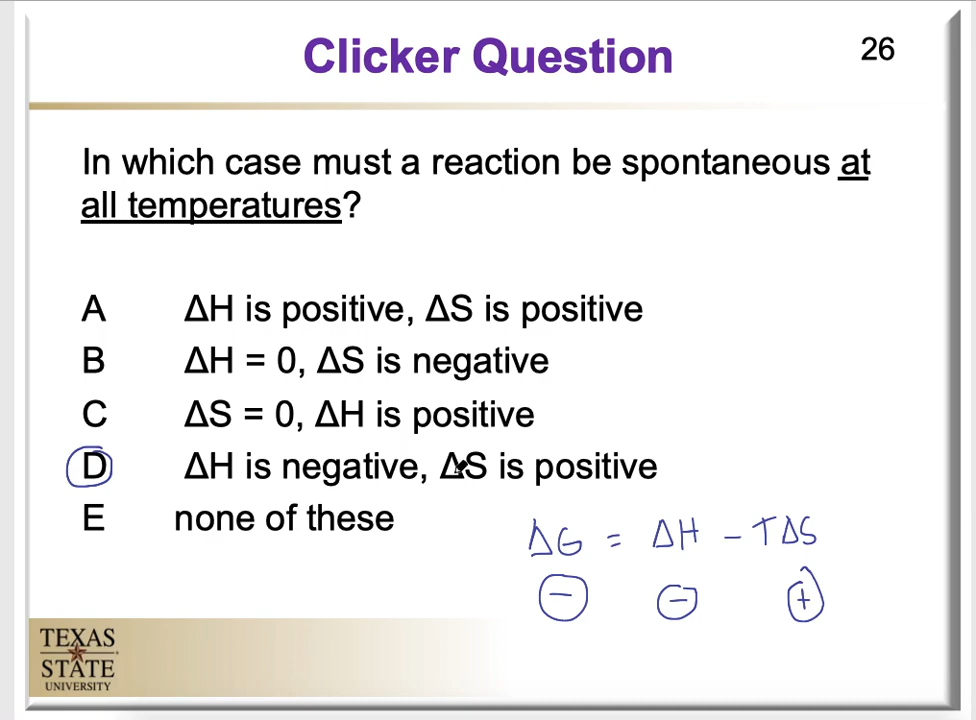 Clicker Question
26
In which case must a reaction be spontaneous at
all temperatures?
A ΔH is positive, ΔS is positive
B ΔH = 0, ΔS is negative
C ΔS = 0, ΔH is positive
D ΔH is negative, ΔS is positive
E none of these
ΔG = ΔH − TΔS
− − +
TEXAS
STATE
UNIVERSITY